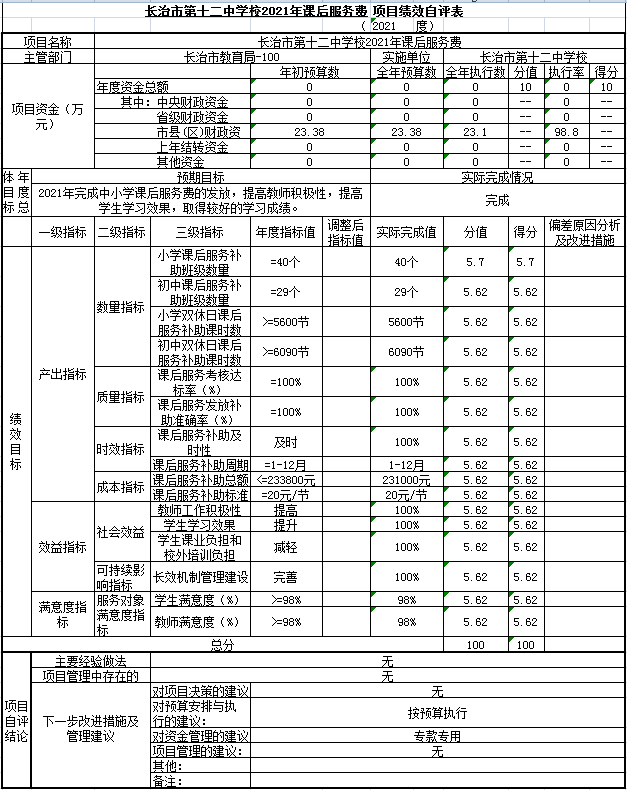 长治市第十二中学校2021年课后服务费 项目绩效自评表
（ 2021 度）
项目名称 长治市第十二中学校2021年课后服务费
主管部门 长治市教育局-100 实施单位 长治市第十二中学校
项目资金（万元） 年初预算数 全年预算数 全年执行数 分值 执行率 得分
年度资金总额 0 0 0 10 0 10
其中：中央财政资金 0 0 0 -- 0 --
省级财政资金 0 0 0 -- 0 --
市县(区)财政资 23.38 23.38 23.1 -- 98.8 --
上年结转资金 0 0 0 -- 0 --
其他资金 0 0 0 -- 0 --
体 年 预期目标 实际完成情况
目 度
标 总
2021年完成中小学课后服务费的发放，提高教师积极性，提高
学生学习效果，取得较好的学习成绩。
完成
绩效目标
一级指标 二级指标 三级指标 年度指标值 调整后指标值 实际完成值 分值 得分 偏差原因分析及改进措施
产出指标 数量指标 小学课后服务补助班级数量 =40个 40个 5.7 5.7
初中课后服务补助班级数量 =29个 29个 5.62 5.62
小学双休日课后服务补助课时数 >=5600节 5600节 5.62 5.62
初中双休日课后服务补助课时数 >=6090节 6090节 5.62 5.62
质量指标 课后服务考核达标率（%） =100% 100% 5.62 5.62
课后服务发放补助准确率（%） =100% 100% 5.62 5.62
时效指标 课后服务补助及时性 及时 100% 5.62 5.62
课后服务补助周期 =1-12月 1-12月 5.62 5.62
成本指标 课后服务补助总额 <=233800元 231000元 5.62 5.62
课后服务补助标准 =20元/节 20元/节 5.62 5.62
效益指标 社会效益 教师工作积极性 提高 100% 5.62 5.62
学生学习效果 提升 100% 5.62 5.62
学生课业负担和校外培训负担 减轻 100% 5.62 5.62
可持续影响指标 长效机制管理建设 完善 100% 5.62 5.62
满意度指标 服务对象满意度指标 学生满意度（%） >=98% 98% 5.62 5.62
教师满意度（%） >=98% 98% 5.62 5.62
总分 100 100
项目自评结论
主要经验做法 无
项目管理中存在的 无
下一步改进措施及管理建议
对项目决策的建议 无
对预算安排与执行的建议： 按预算执行
对资金管理的建议 专款专用
项目管理的建议： 无
其他：
备注：